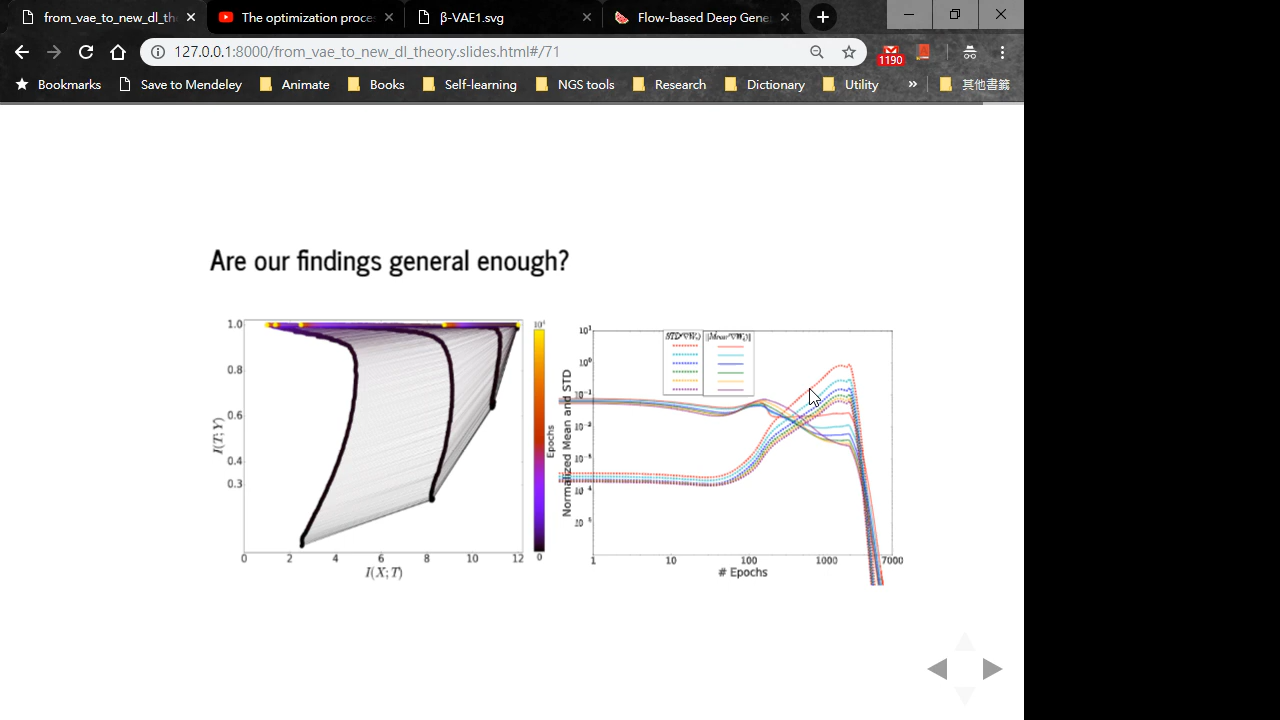 from_vae_to_new_dl_th
The optimization proces
β-VAE1.svg
Flow-based Deep Gene
127.0.0.1:8000/from_vae_to_new_dl_theory.slides.html#/71
1190
Bookmarks Save to Mendeley Animate Books Self-learning NGS tools Research Dictionary Utility » 其他書籤
Are our findings general enough?
1.0
0.8
0.6
0.4
0.3
I(T;Y)
0 2 4 6 8 10 12
I(X;T)
Epochs
0
Normalized Mean and STD
1 10 100 1000 7000
# Epochs